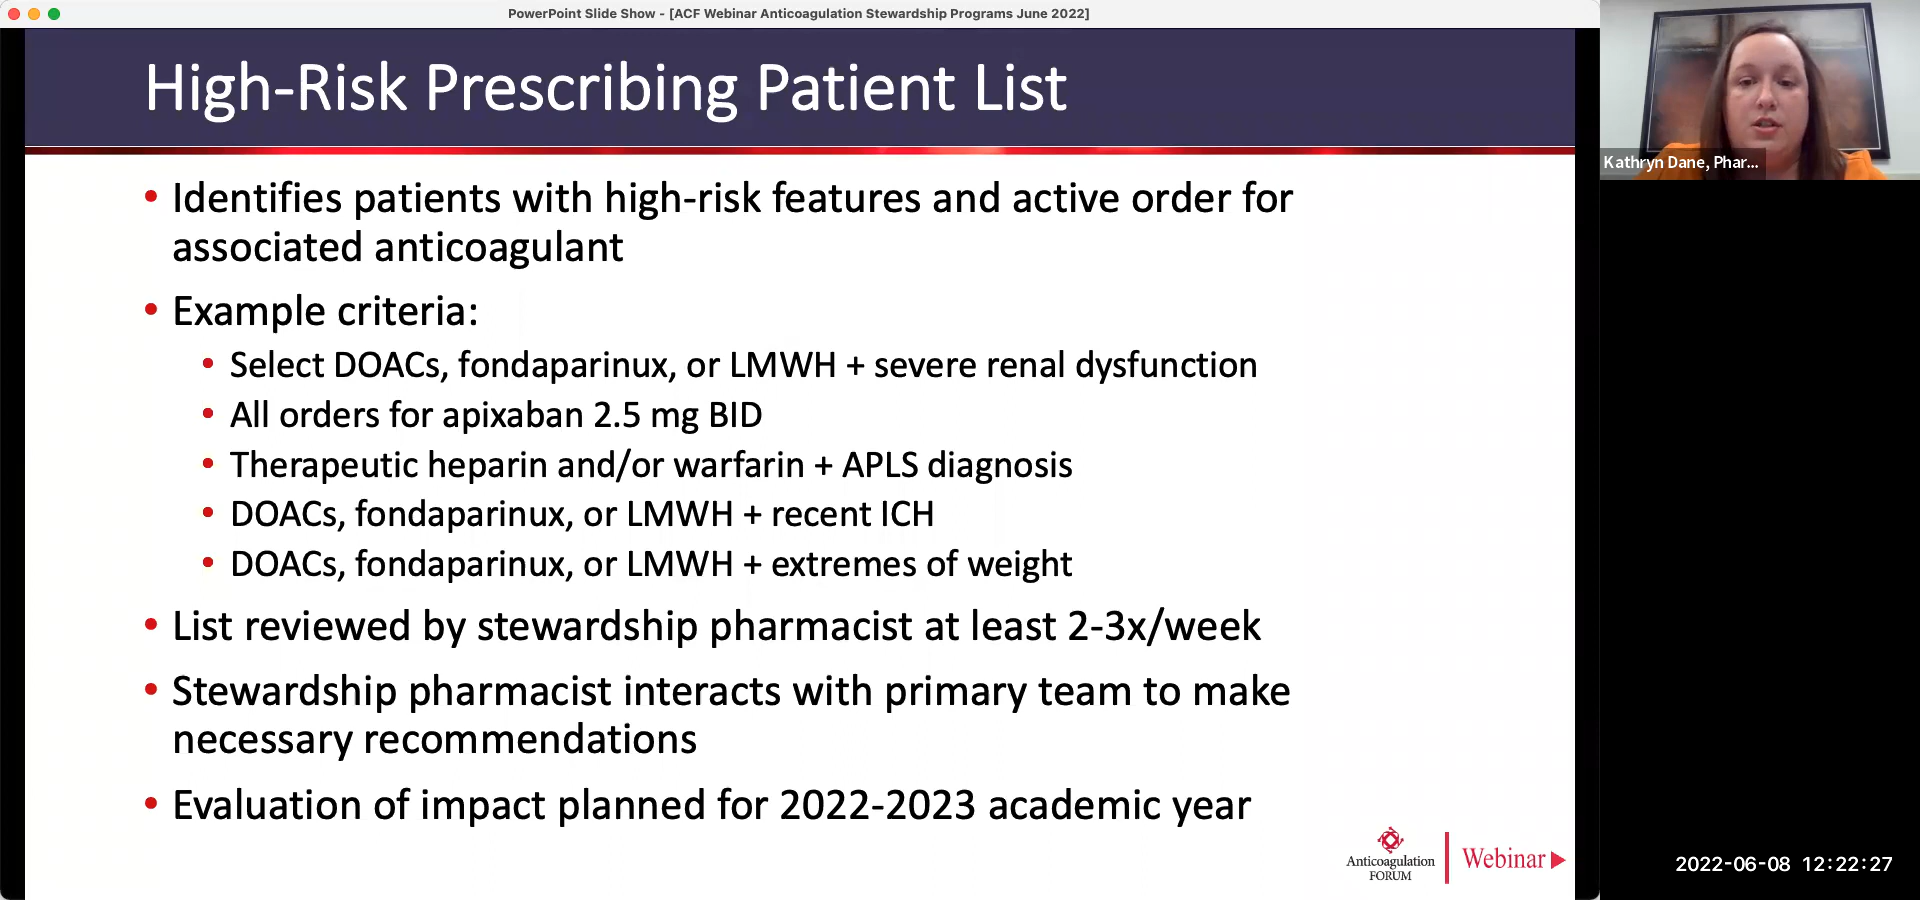 PowerPoint Slide Show - [ACF Webinar Anticoagulation Stewardship Programs June 2022]
High-Risk Prescribing Patient List
• Identifies patients with high-risk features and active order for
associated anticoagulant
• Example criteria:
• Select DOACs, fondaparinux, or LMWH + severe renal dysfunction
• All orders for apixaban 2.5 mg BID
• Therapeutic heparin and/or warfarin + APLS diagnosis
• DOACs, fondaparinux, or LMWH + recent ICH
• DOACs, fondaparinux, or LMWH + extremes of weight
• List reviewed by stewardship pharmacist at least 2-3x/week
• Stewardship pharmacist interacts with primary team to make
necessary recommendations
• Evaluation of impact planned for 2022-2023 academic year
Anticoagulation
FORUM
Webinar
Kathryn Dane, Phar...
2022-06-08 12:22:27